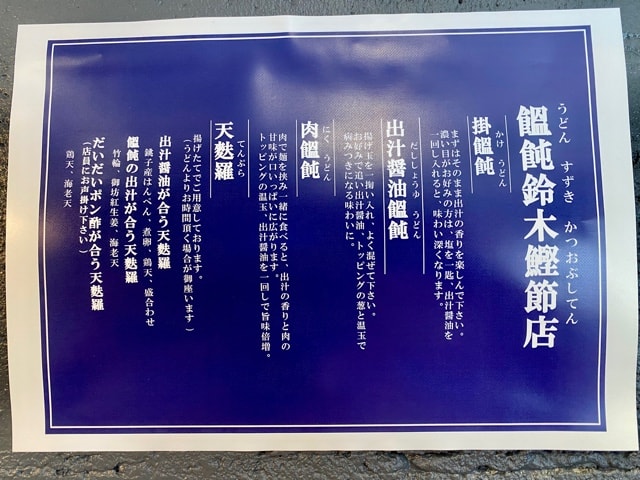 うどん すずき かつおぶしてん
饂飩鈴木鰹節店
かけ うどん
掛饂飩
まずはそのまま出汁の香りを楽しんで下さい。
濃い目がお好みの方は、塩を一匙、出汁醤油を
一回し入れると、味わい深くなります。
だししょうゆ うどん
出汁醤油饂飩
揚げ玉を一掬い入れ、よく混ぜて下さい。
お好みで追い出汁醤油、トッピングの葱と温玉で
病みつきになる味わいに。
にく うどん
肉饂飩
肉で麺を挟み一緒に食べると、出汁の香りと肉の
甘味が口いっぱいに広がります。
トッピングの温玉、出汁醤油を一回しで旨味倍増。
てんぷら
天麩羅
揚げたてでご用意しております。
(うどんよりお時間頂く場合が御座います)
出汁醤油が合う天麩羅
銚子産はんぺん、煮卵、鶏天、盛合わせ
饂飩の出汁が合う天麩羅
竹輪、御坊紅生姜、海老天
だいだいポン酢が合う天麩羅
(店員にお声掛け下さい)
鶏天、海老天